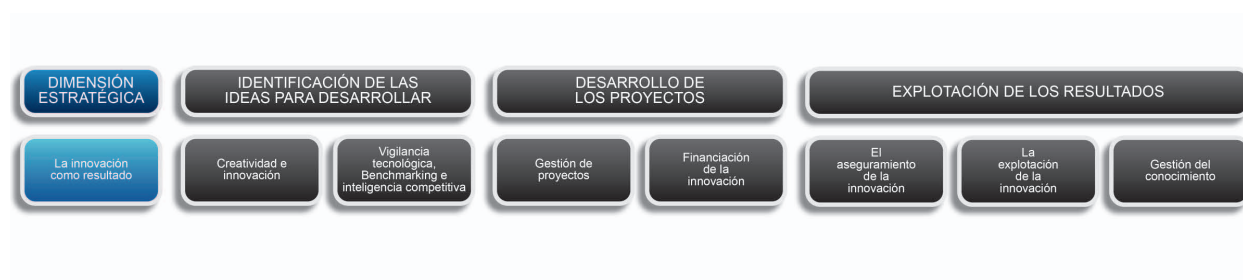 DIMENSIÓN
ESTRATÉGICA
IDENTIFICACIÓN DE LAS
IDEAS PARA DESARROLLAR
DESARROLLO DE
LOS PROYECTOS
EXPLOTACIÓN DE LOS RESULTADOS
La innovación
como resultado
Creatividad e
innovación
Vigilancia
tecnológica,
Benchmarking e
inteligencia competitiva
Gestión de
proyectos
Financiación
de la
innovación
El
aseguramiento
de la
innovación
La
explotación
de la
innovación
Gestión del
conocimiento